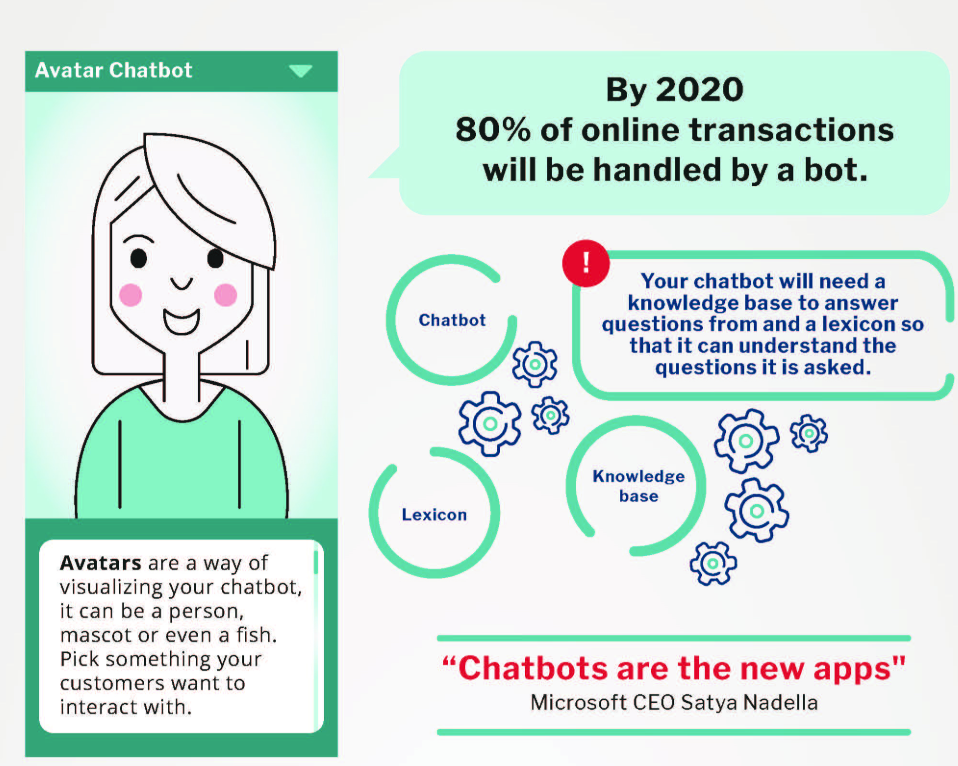 Avatar Chatbot
By 2020
80% of online transactions
will be handled by a bot.
!
Your chatbot will need a
knowledge base to answer
questions from and a lexicon so
that it can understand the
questions it is asked.
Chatbot
Knowledge
base
Lexicon
Avatars are a way of
visualizing your chatbot,
it can be a person,
mascot or even a fish.
Pick something your
customers want to
interact with.
“Chatbots are the new apps"
Microsoft CEO Satya Nadella